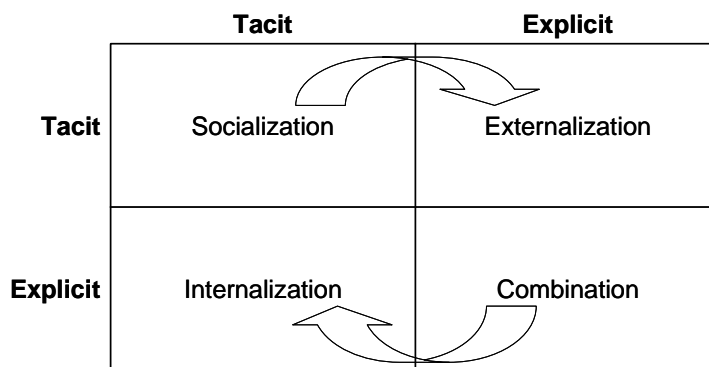 Tacit Explicit
Tacit Socialization Externalization
Explicit Internalization Combination